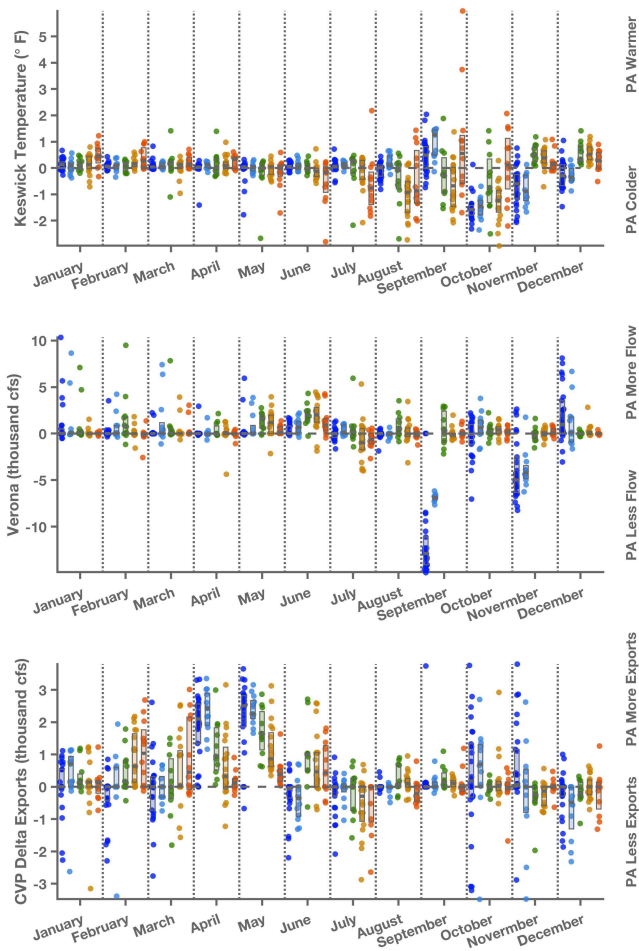 Keswick Temperature (° F)
5
4
3
2
1
0
-1
-2
PA Warmer
PA Colder
January
February
March
April
May
June
July
August
September
October
Novermber
December
Verona (thousand cfs)
10
5
0
-5
-10
PA More Flow
PA Less Flow
January
February
March
April
May
June
July
August
September
October
Novermber
December
CVP Delta Exports (thousand cfs)
3
2
1
0
-1
-2
-3
PA More Exports
PA Less Exports
January
February
March
April
May
June
July
August
September
October
Novermber
December